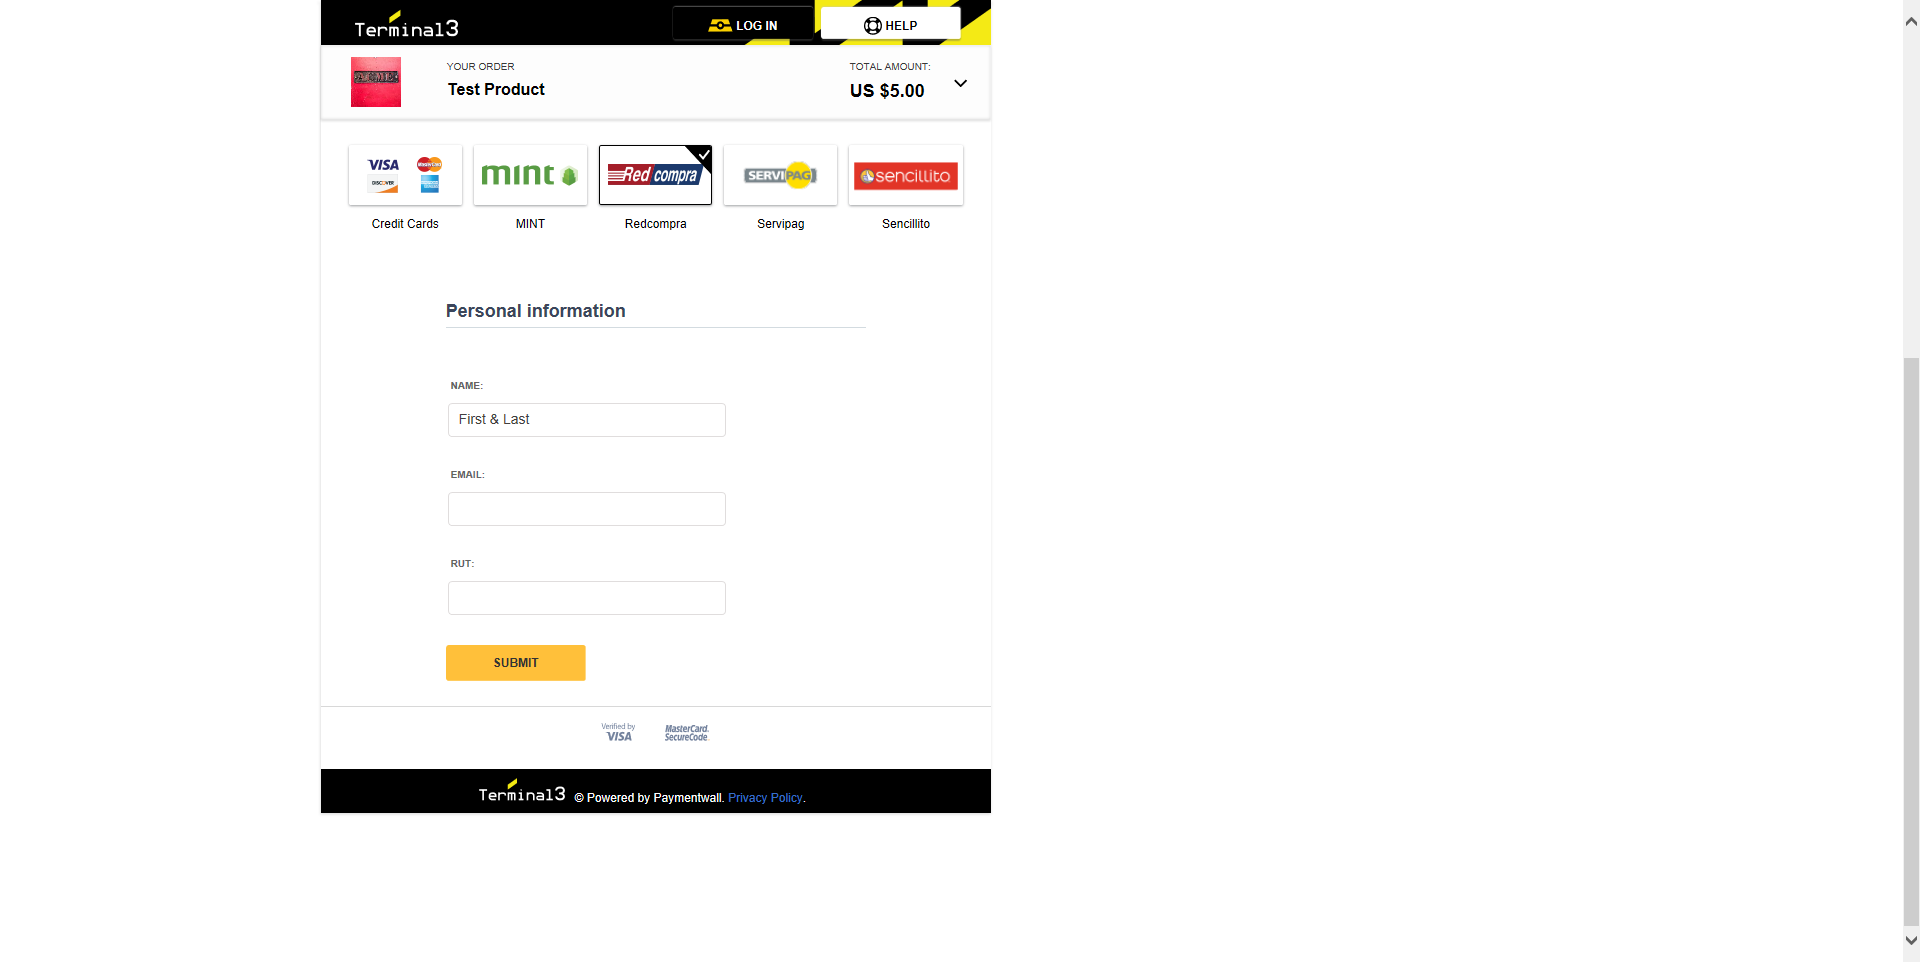 Terminal3
LOG IN
HELP
YOUR ORDER
Test Product
TOTAL AMOUNT:
US $5.00
VISA
MasterCard
DISCOVER
mint
Redcompra
SERVIPAG
sencillito
Credit Cards
MINT
Redcompra
Servipag
Sencillito
Personal information
NAME:
First & Last
EMAIL:
RUT:
SUBMIT
Verified by
VISA
MasterCard.
SecureCode.
Terminal3 © Powered by Paymentwall. Privacy Policy.